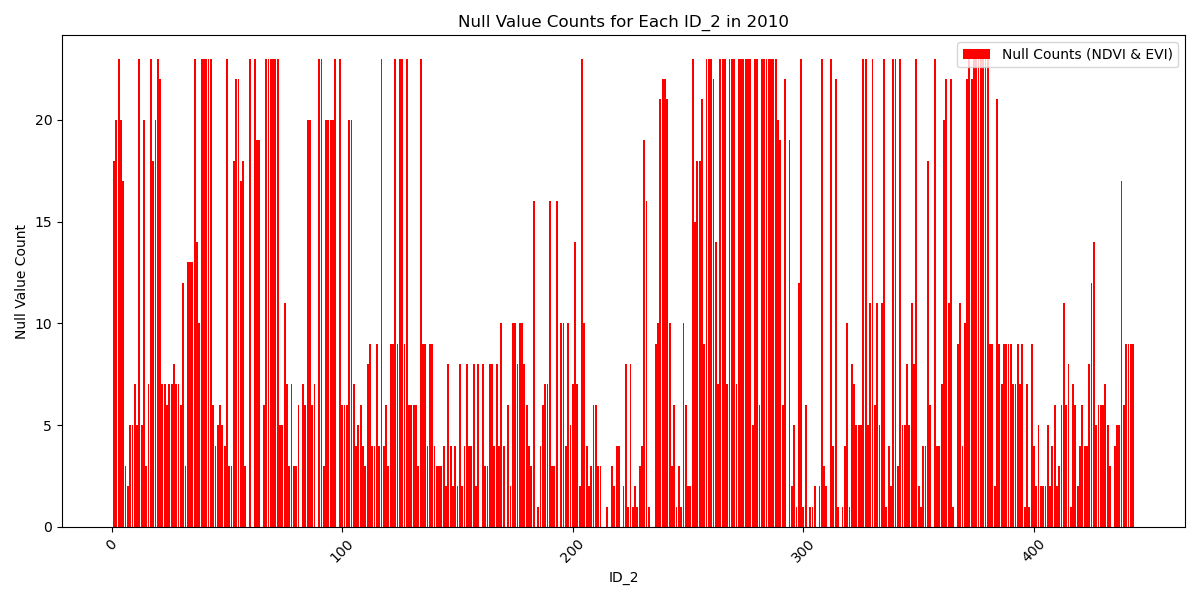 Null Value Counts for Each ID_2 in 2010
Null Counts (NDVI & EVI)
Null Value Count
20
15
10
5
0
0
100
200
300
400
ID_2